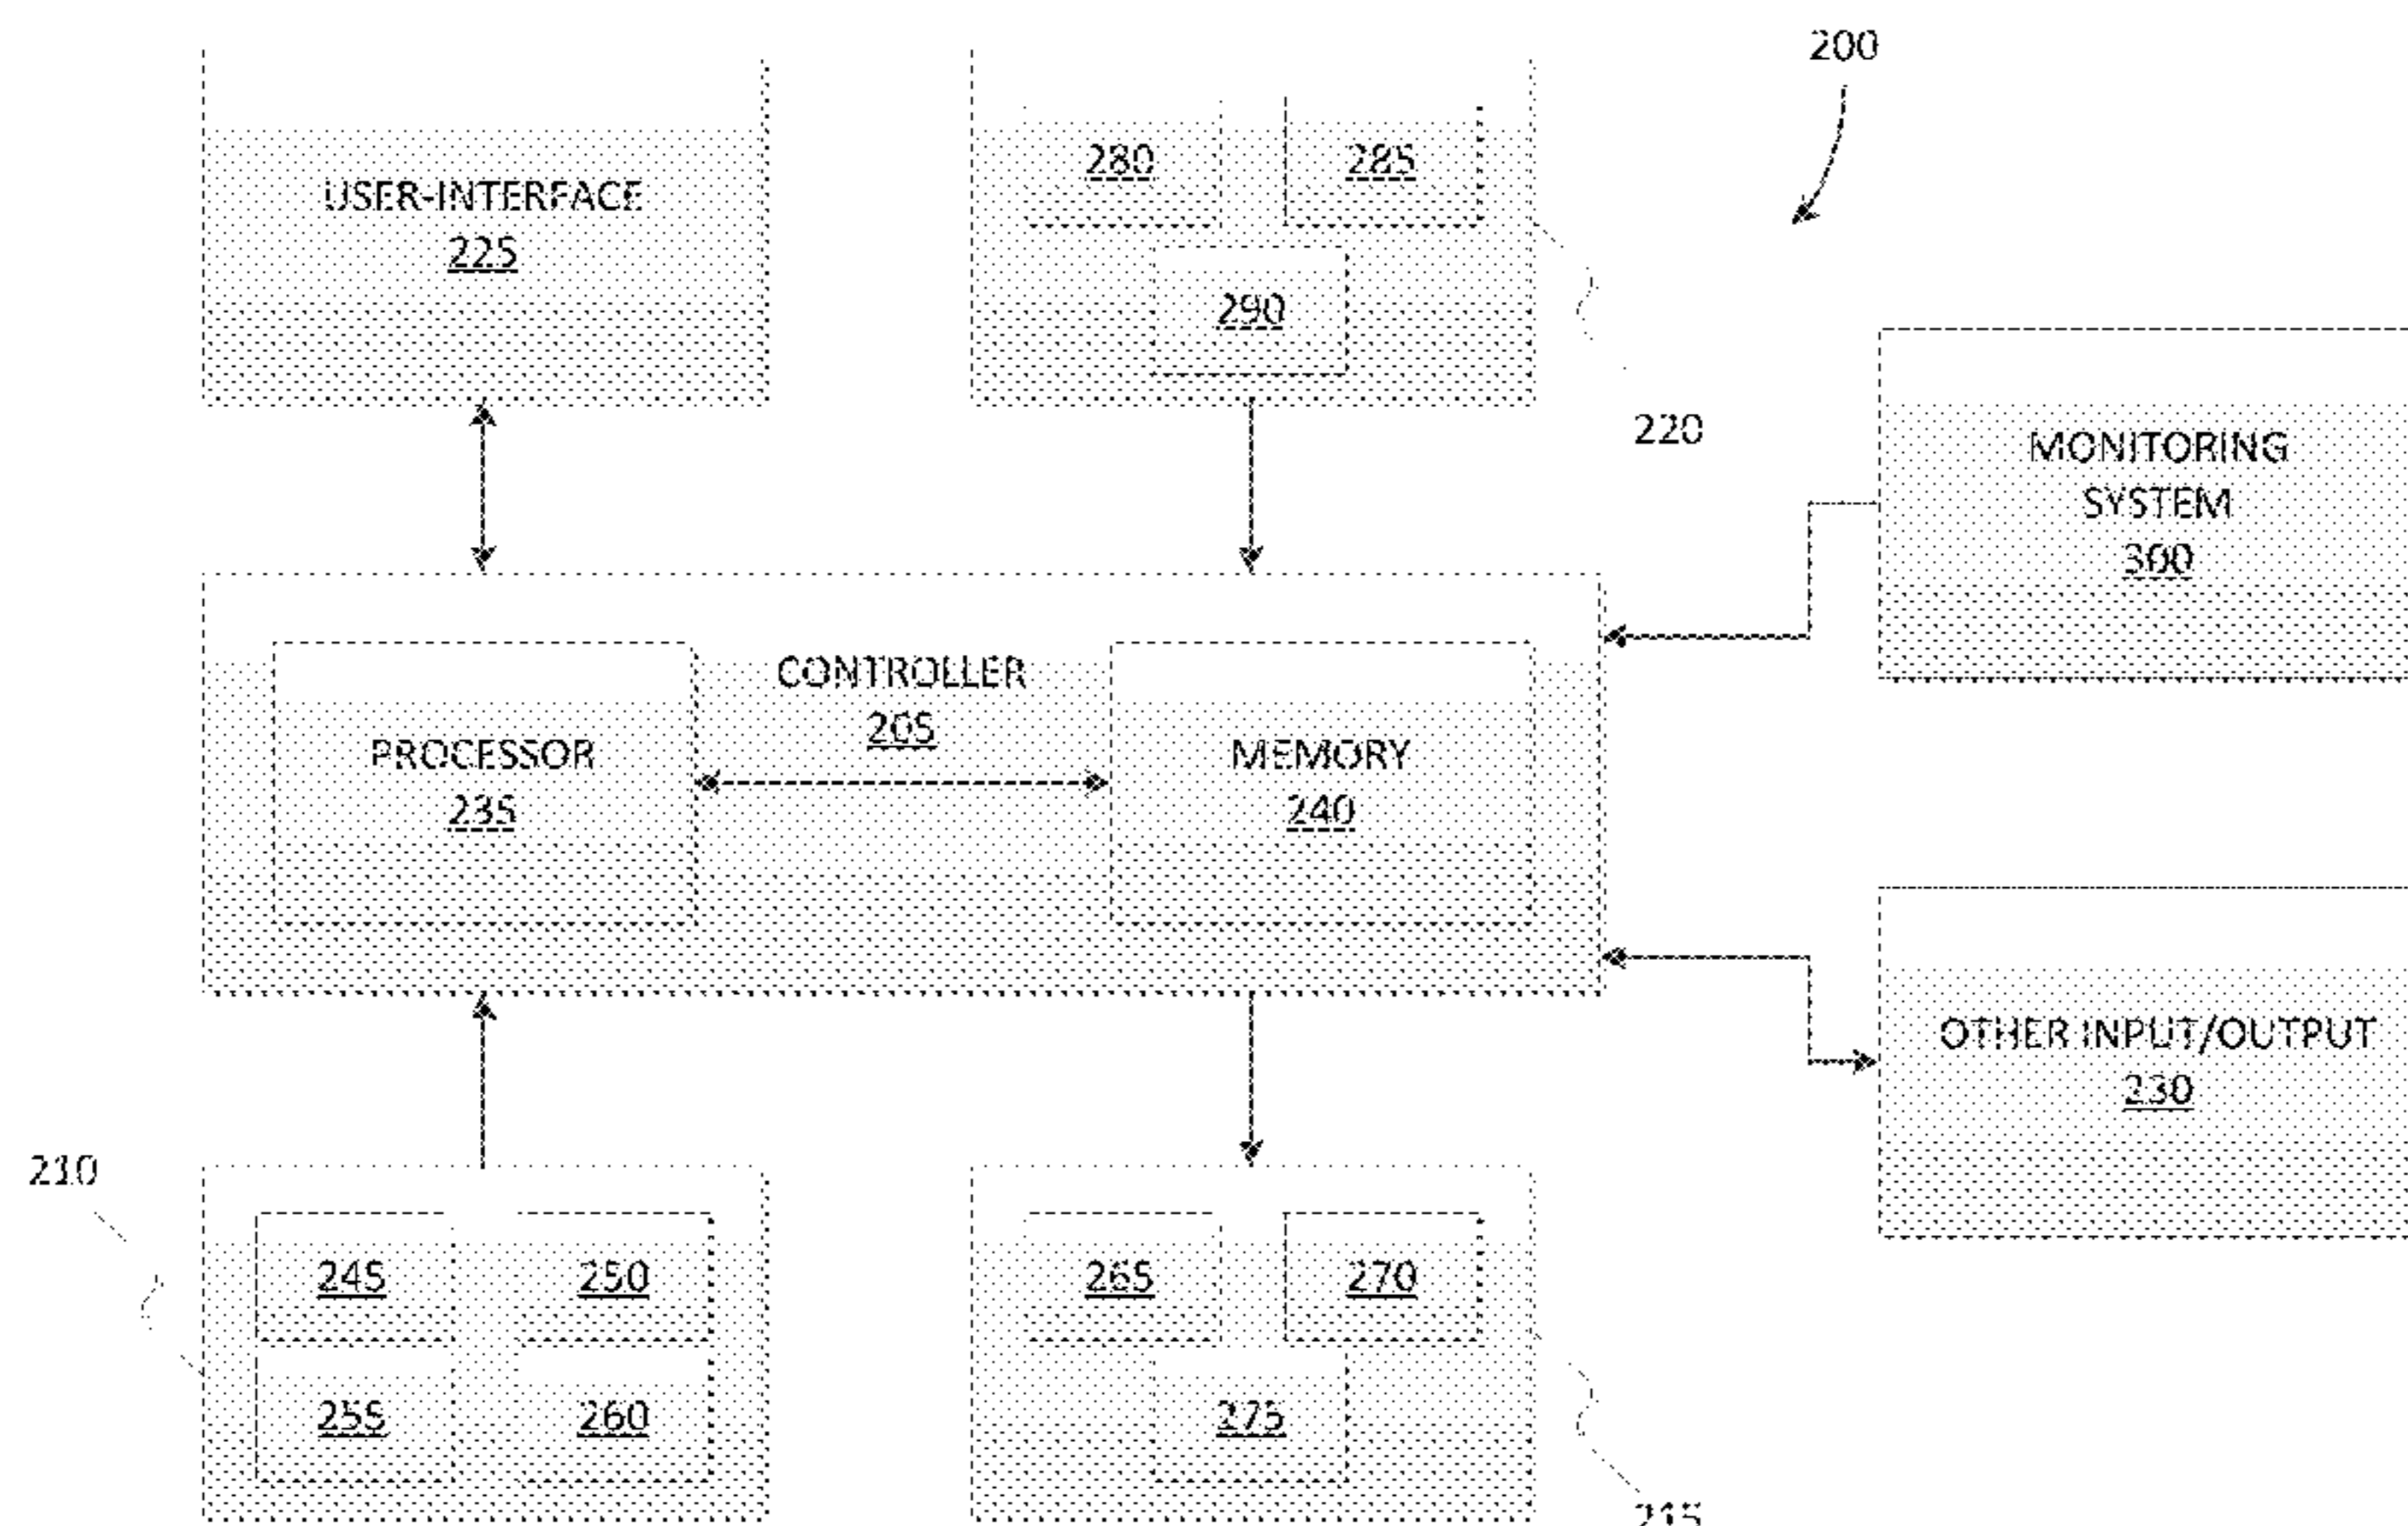 200
280
285
USER-INTERFACE
225
290
220
MONITORING
SYSTEM
300
CONTROLLER
205
PROCESSOR
235
MEMORY
240
OTHER INPUT/OUTPUT
230
210
245
250
265
270
255
260
275
215